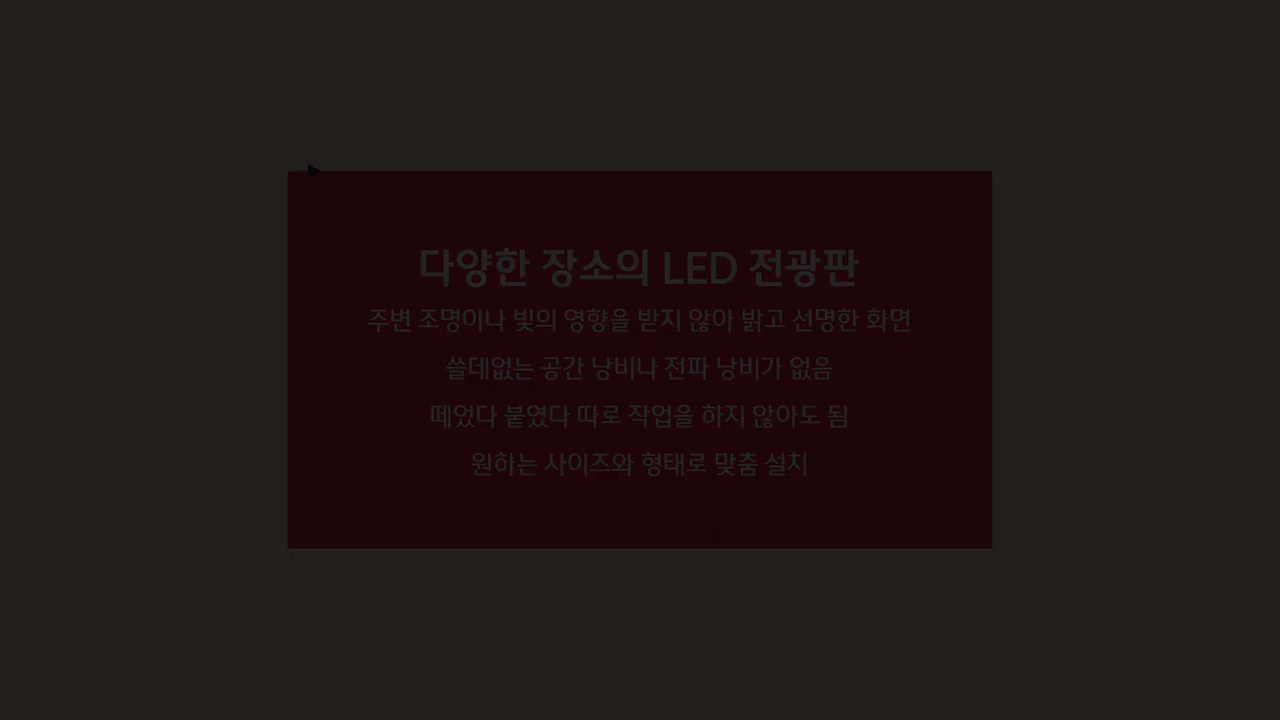 다양한 장소의 LED 전광판
주변 조명이나 빛의 영향을 받지 않아 밝고 선명한 화면
쓸데없는 공간 낭비나 전파 낭비가 없음
떼었다 붙였다 따로 작업을 하지 않아도 됨
원하는 사이즈와 형태로 맞춤 설치